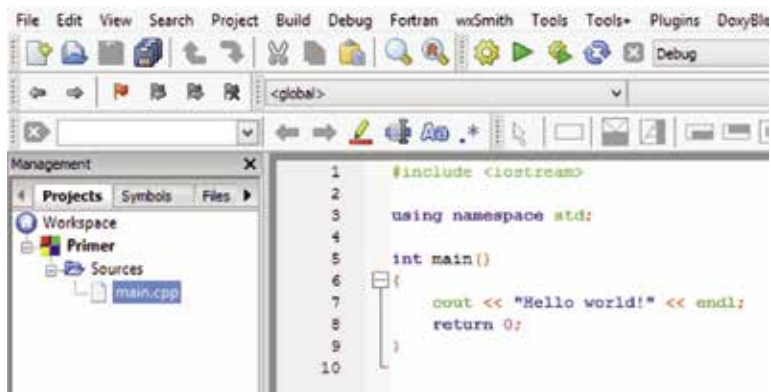 File Edit View Search Project Build Debug Fortran wxSmith Tools Tools+ Plugins DoxyBle
Debug
<global>
Management
Projects Symbols Files
Workspace
Primer
Sources
main.cpp
1 #include <iostream>
2
3 using namespace std;
4
5 int main()
6 {
7 cout << "Hello world!" << endl;
8 return 0;
9 }
10